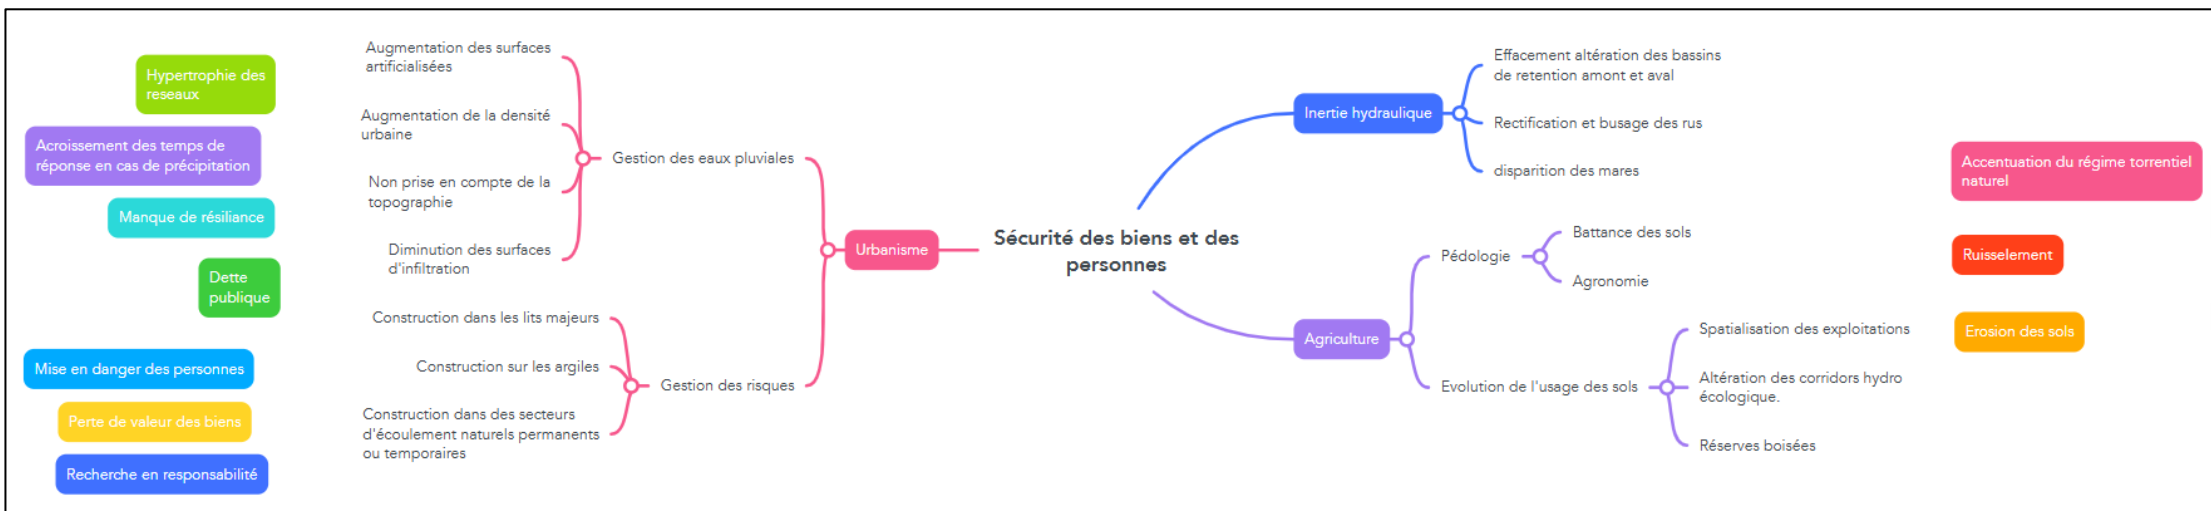 Hypertrophie des
reseaux
Acroissement des temps de
réponse en cas de précipitation
Manque de résiliance
Dette
publique
Mise en danger des personnes
Perte de valeur des biens
Recherche en responsabilité
Augmentation des surfaces
artificialisées
Augmentation de la densité
urbaine
Non prise en compte de la
topographie
Diminution des surfaces
d'infiltration
Construction dans les lits majeurs
Construction sur les argiles
Construction dans des secteurs
d'écoulement naturels permanents
ou temporaires
Gestion des eaux pluviales
Gestion des risques
Urbanisme
Sécurité des biens et des
personnes
Inertie hydraulique
Effacement altération des bassins
de retention amont et aval
Rectification et busage des rus
disparition des mares
Agriculture
Pédologie
Battance des sols
Agronomie
Evolution de l'usage des sols
Spatialisation des exploitations
Altération des corridors hydro
écologique.
Réserves boisées
Accentuation du régime torrentiel
naturel
Ruisselement
Erosion des sols